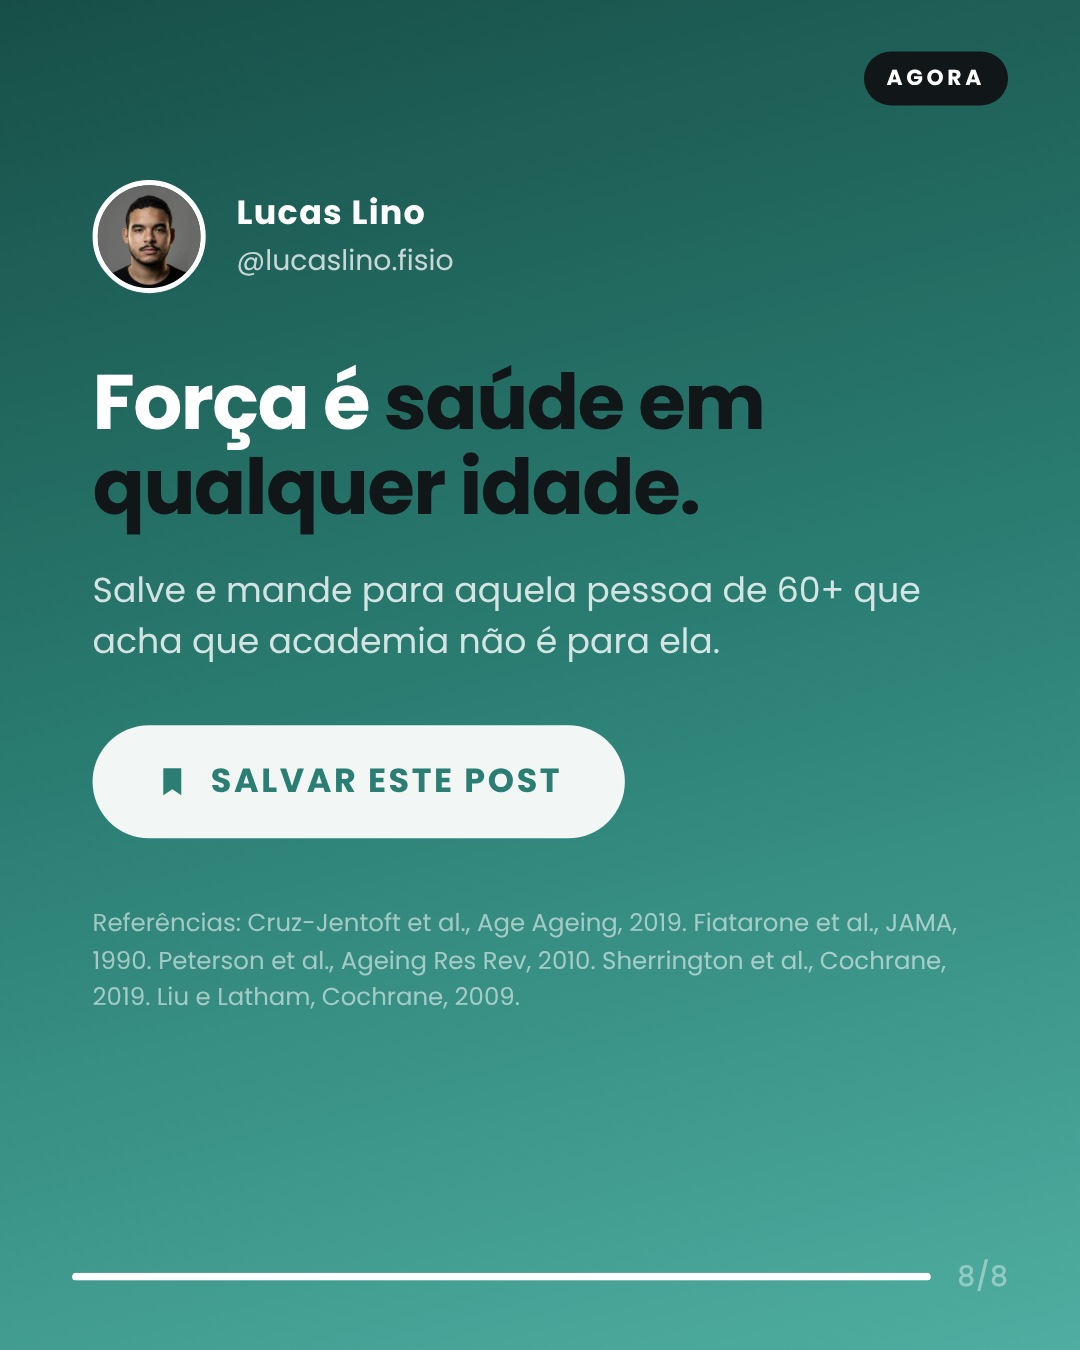 AGORA
Lucas Lino
@lucaslino.fisio
Força é saúde em
qualquer idade.
Salve e mande para aquela pessoa de 60+ que
acha que academia não é para ela.
SALVAR ESTE POST
Referências: Cruz-Jentoft et al., Age Ageing, 2019. Fiatarone et al., JAMA,
1990. Peterson et al., Ageing Res Rev, 2010. Sherrington et al., Cochrane,
2019. Liu e Latham, Cochrane, 2009.
8/8